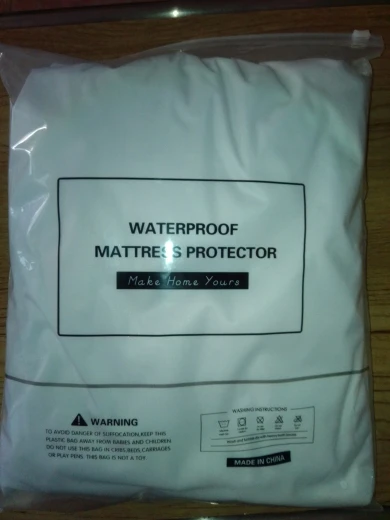 WATERPROOF
MATTRESS PROTECTOR
Make Home Yours
WARNING
TO AVOID DANGER OF SUFFOCATION,KEEP THIS
PLASTIC BAG AWAY FROM BABIES AND CHILDREN
DO NOT USE THIS BAG IN CRIBS,BEDS,CARRIAGES
OR PLAY PENS. THIS BAG IS NOT A TOY
WASHING INSTRUCTIONS
MADE IN CHINA